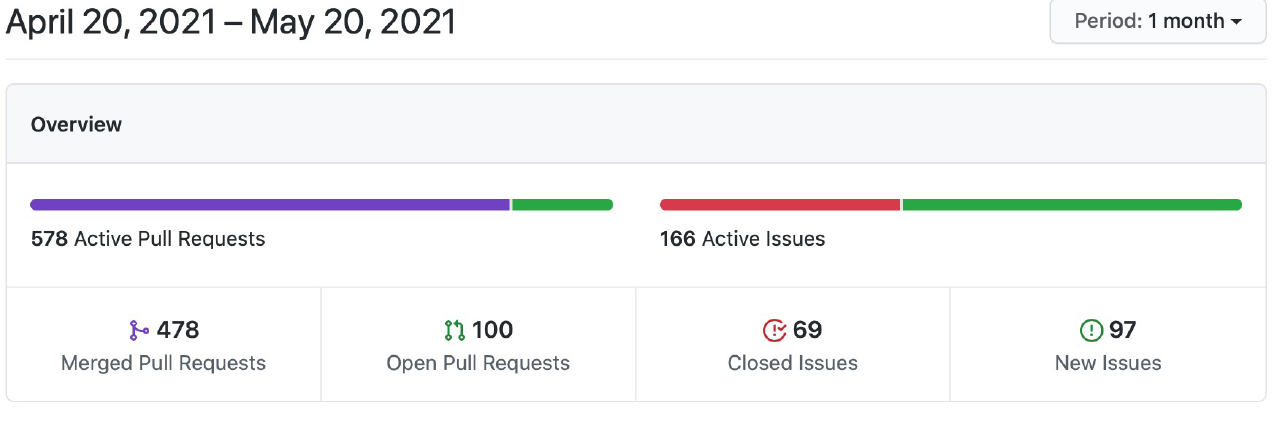 April 20, 2021 – May 20, 2021
Period: 1 month
Overview
578 Active Pull Requests
166 Active Issues
478
Merged Pull Requests
100
Open Pull Requests
69
Closed Issues
97
New Issues